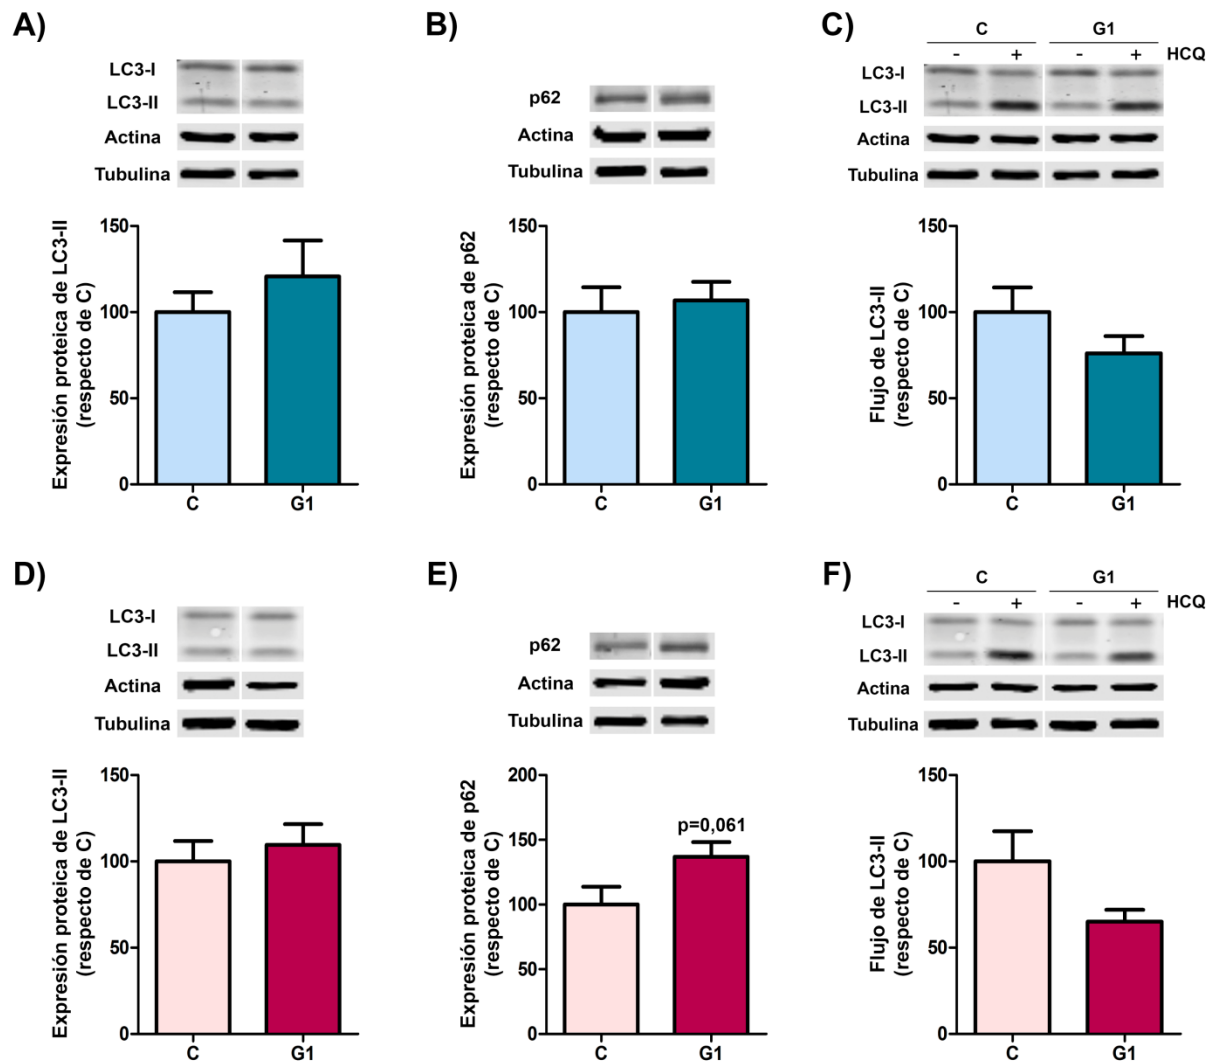 A)
LC3-I
LC3-II
Actina
Tubulina
Expresión proteica de LC3-II
(respecto de C)
150
100
50
0
C
G1
B)
p62
Actina
Tubulina
Expresión proteica de p62
(respecto de C)
150
100
50
0
C
G1
C)
C
G1
-
+
-
+
HCQ
LC3-I
LC3-II
Actina
Tubulina
Flujo de LC3-II
(respecto de C)
150
100
50
0
C
G1
D)
LC3-I
LC3-II
Actina
Tubulina
Expresión proteica de LC3-II
(respecto de C)
150
100
50
0
C
G1
E)
p62
Actina
Tubulina
Expresión proteica de p62
(respecto de C)
200
150
100
50
0
p=0,061
C
G1
F)
C
G1
-
+
-
+
HCQ
LC3-I
LC3-II
Actina
Tubulina
Flujo de LC3-II
(respecto de C)
150
100
50
0
C
G1